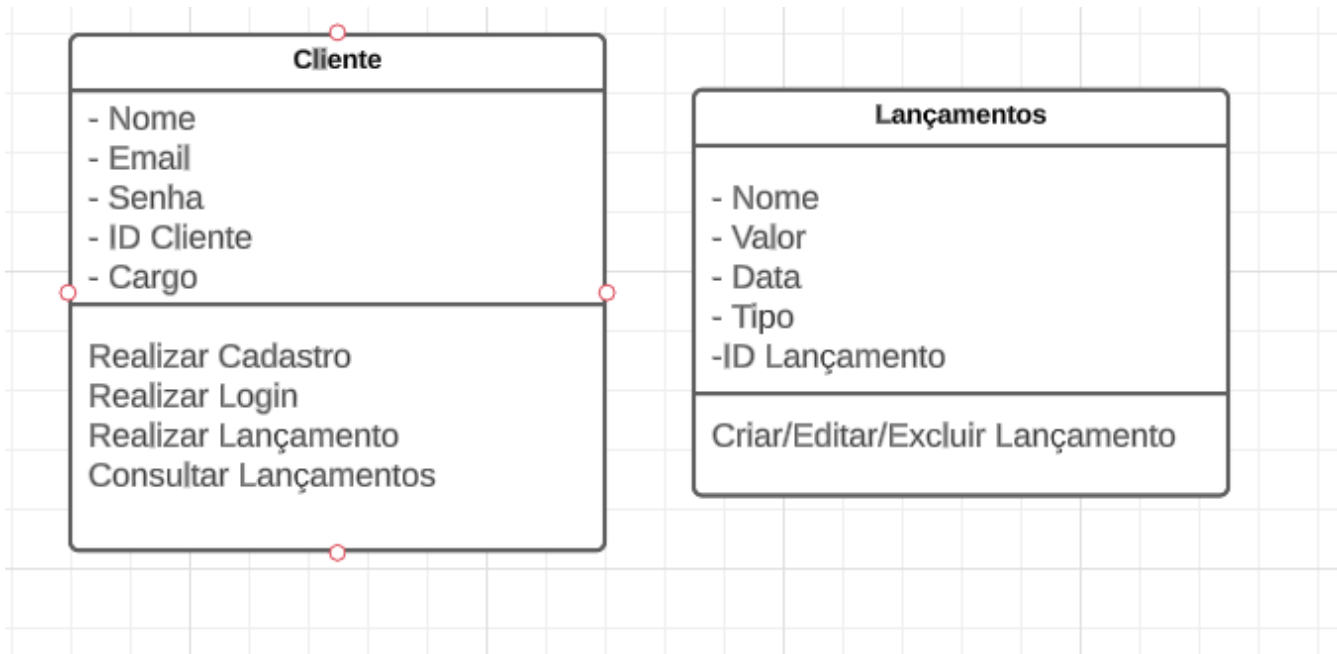 Cliente
- Nome
- Email
- Senha
- ID Cliente
- Cargo
Realizar Cadastro
Realizar Login
Realizar Lançamento
Consultar Lançamentos
Lançamentos
- Nome
- Valor
- Data
- Tipo
-ID Lançamento
Criar/Editar/Excluir Lançamento